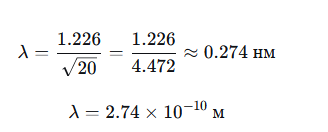 λ = 1.226 / √20 = 1.226 / 4.472 ≈ 0.274 нм
λ = 2.74 × 10⁻¹⁰ м